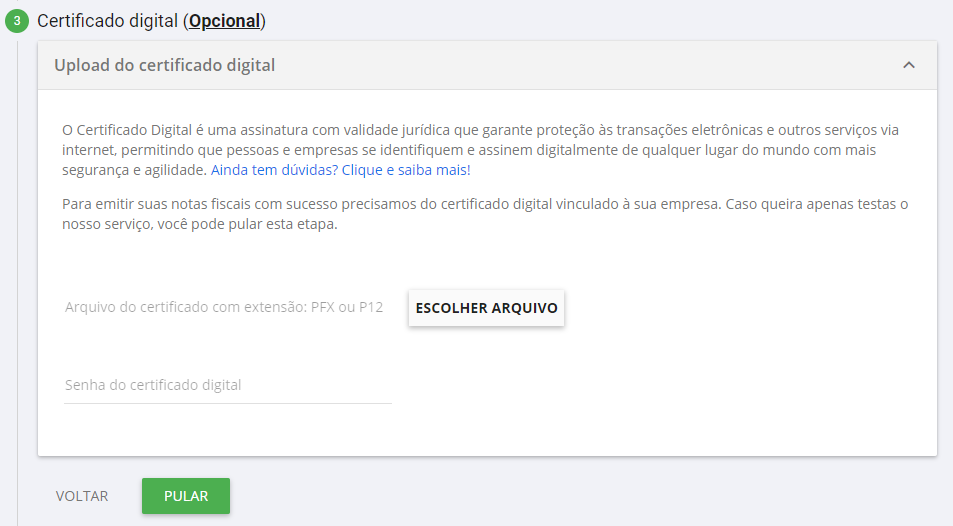 3 Certificado digital (Opcional)
Upload do certificado digital
O Certificado Digital é uma assinatura com validade jurídica que garante proteção às transações eletrônicas e outros serviços via
internet, permitindo que pessoas e empresas se identifiquem e assinem digitalmente de qualquer lugar do mundo com mais
segurança e agilidade. Ainda tem dúvidas? Clique e saiba mais!
Para emitir suas notas fiscais com sucesso precisamos do certificado digital vinculado à sua empresa. Caso queira apenas testas o
nosso serviço, você pode pular esta etapa.
Arquivo do certificado com extensão: PFX ou P12 ESCOLHER ARQUIVO
Senha do certificado digital
VOLTAR PULAR